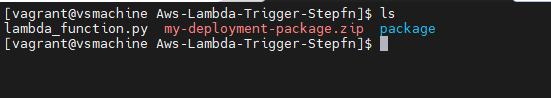 [vagrant@vsmachine Aws-Lambda-Trigger-Stepfn]$ ls
lambda_function.py  my-deployment-package.zip  package
[vagrant@vsmachine Aws-Lambda-Trigger-Stepfn]$